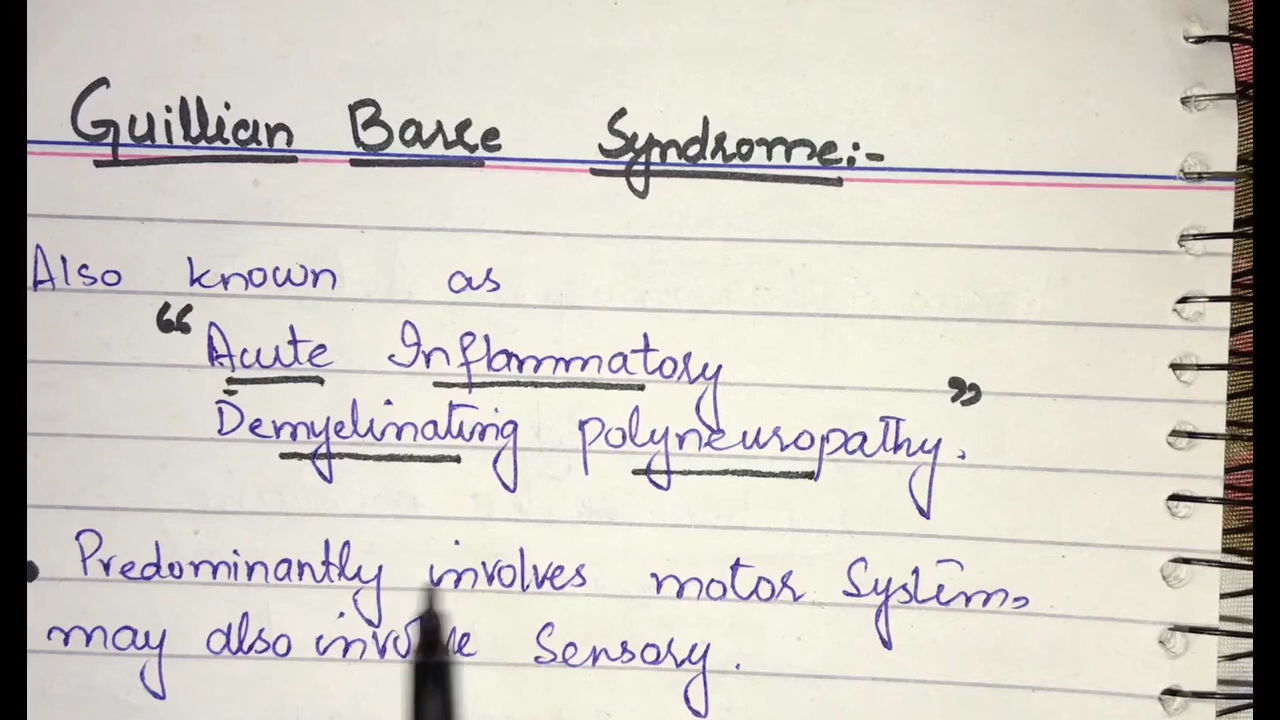 Guillian Barre Syndrome:-
Also known as
“Acute Inflammatory
Demyelinating polyneuropathy.”
• Predominantly involves motor System,
may also involve Sensory.